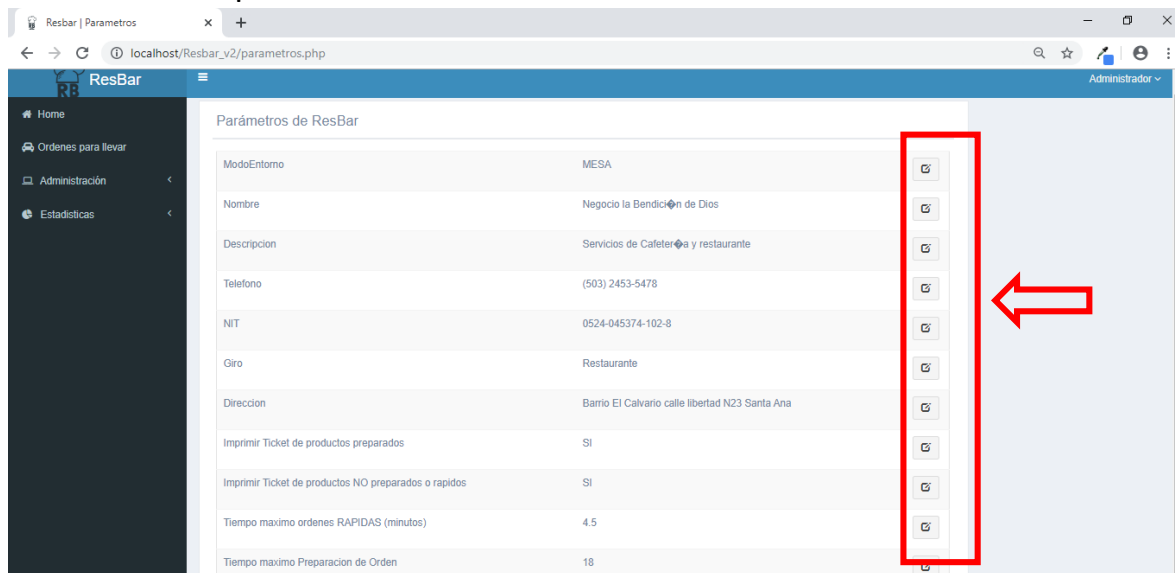 Resbar | Parametros
localhost/Resbar_v2/parametros.php
RB ResBar
Administrador
Home
Ordenes para llevar
Administración
Estadisticas
Parámetros de ResBar
ModoEntorno MESA
Nombre Negocio la Bendici�n de Dios
Descripcion Servicios de Cafeter�a y restaurante
Telefono (503) 2453-5478
NIT 0524-045374-102-8
Giro Restaurante
Direccion Barrio El Calvario calle libertad N23 Santa Ana
Imprimir Ticket de productos preparados SI
Imprimir Ticket de productos NO preparados o rapidos SI
Tiempo maximo ordenes RAPIDAS (minutos) 4.5
Tiempo maximo Preparacion de Orden 18